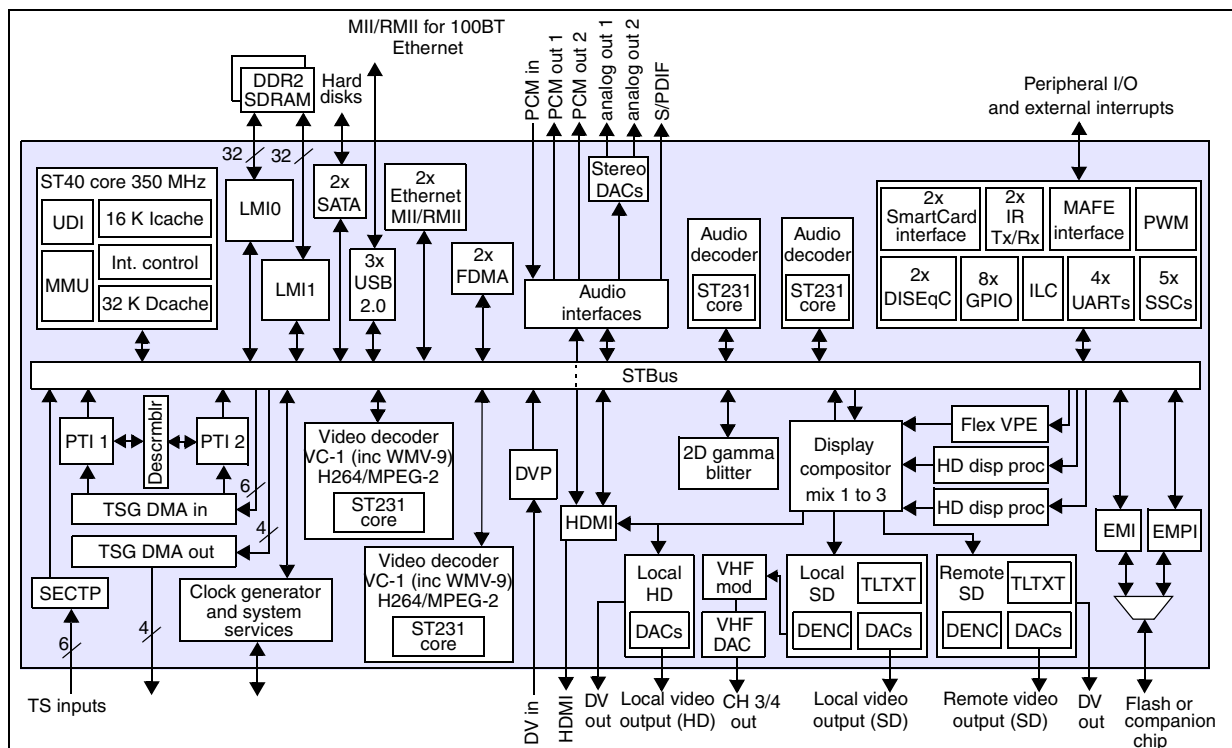 MII/RMII for 100BT
Ethernet
DDR2
SDRAM
Hard
disks
PCM in
PCM out 1
PCM out 2
analog out 1
analog out 2
S/PDIF
Peripheral I/O
and external interrupts
32
32
ST40 core 350 MHz
UDI
16 K Icache
MMU
Int. control
32 K Dcache
LMI0
LMI1
2x
SATA
3x
USB
2.0
2x
Ethernet
MII/RMII
2x
FDMA
Stereo
DACs
Audio
interfaces
Audio
decoder
ST231
core
Audio
decoder
ST231
core
2x
SmartCard
interface
2x
IR
Tx/Rx
MAFE
interface
PWM
2x
DISEqC
8x
GPIO
ILC
4x
UARTs
5x
SSCs
STBus
PTI 1
Descrmblr
PTI 2
6
TSG DMA in
4
TSG DMA out
SECTP
Clock generator
and system
services
Video decoder
VC-1 (inc WMV-9)
H264/MPEG-2
ST231
core
Video decoder
VC-1 (inc WMV-9)
H264/MPEG-2
ST231
core
DVP
HDMI
2D gamma
blitter
Display
compositor
mix 1 to 3
Flex VPE
HD disp proc
HD disp proc
EMI
EMPI
Local
HD
DACs
VHF
mod
VHF
DAC
Local
SD
TLTXT
DENC
DACs
Remote
SD
TLTXT
DENC
DACs
6
4
TS inputs
DV in
HDMI
DV
out
Local video
output (HD)
CH 3/4
out
Local video
output (SD)
Remote video
output (SD)
DV
out
Flash or
companion
chip